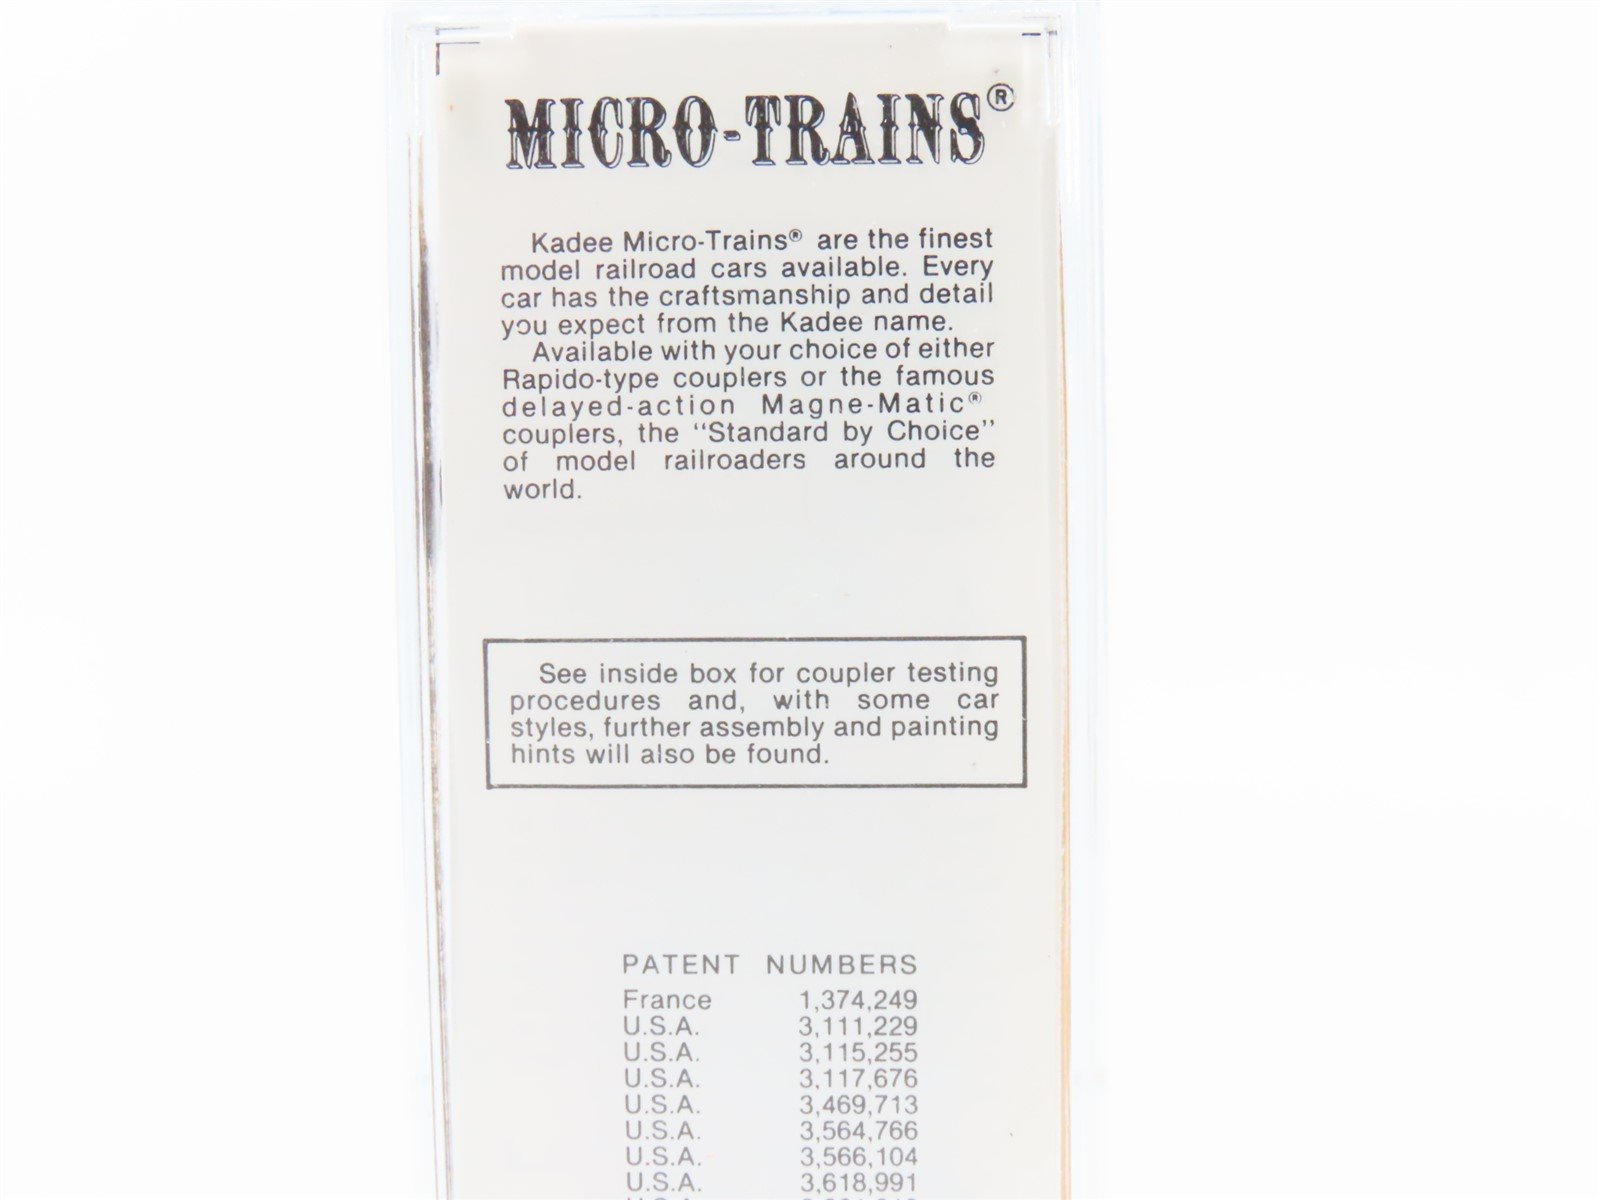 MICRO-TRAINS®
Kadee Micro-Trains® are the finest
model railroad cars available. Every
car has the craftsmanship and detail
you expect from the Kadee name.
Available with your choice of either
Rapido-type couplers or the famous
delayed-action Magne-Matic®
couplers, the "Standard by Choice"
of model railroaders around the
world.
See inside box for coupler testing
procedures and, with some car
styles, further assembly and painting
hints will also be found.
PATENT NUMBERS
France 1,374,249
U.S.A. 3,111,229
U.S.A. 3,115,255
U.S.A. 3,117,676
U.S.A. 3,469,713
U.S.A. 3,564,766
U.S.A. 3,566,104
U.S.A. 3,618,991